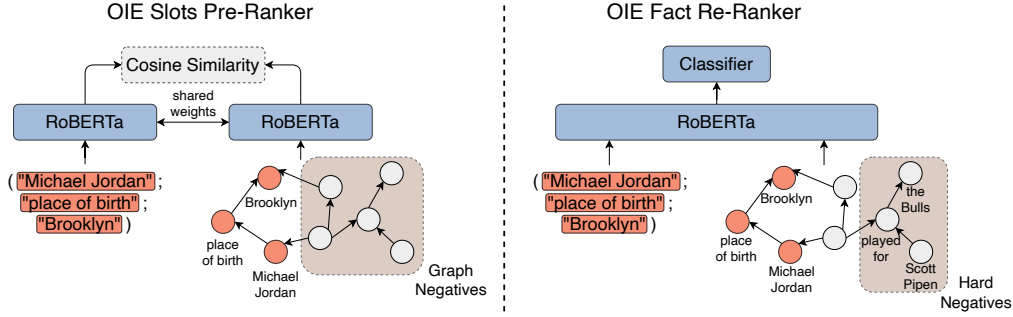 OIE Slots Pre-Ranker
Cosine Similarity
shared
weights
RoBERTa
RoBERTa
("Michael Jordan";
"place of birth";
"Brooklyn")
Brooklyn
place
of birth
Michael
Jordan
Graph
Negatives
OIE Fact Re-Ranker
Classifier
RoBERTa
("Michael Jordan";
"place of birth";
"Brooklyn")
Brooklyn
place
of birth
Michael
Jordan
the
Bulls
played
for
Scott
Pipen
Hard
Negatives